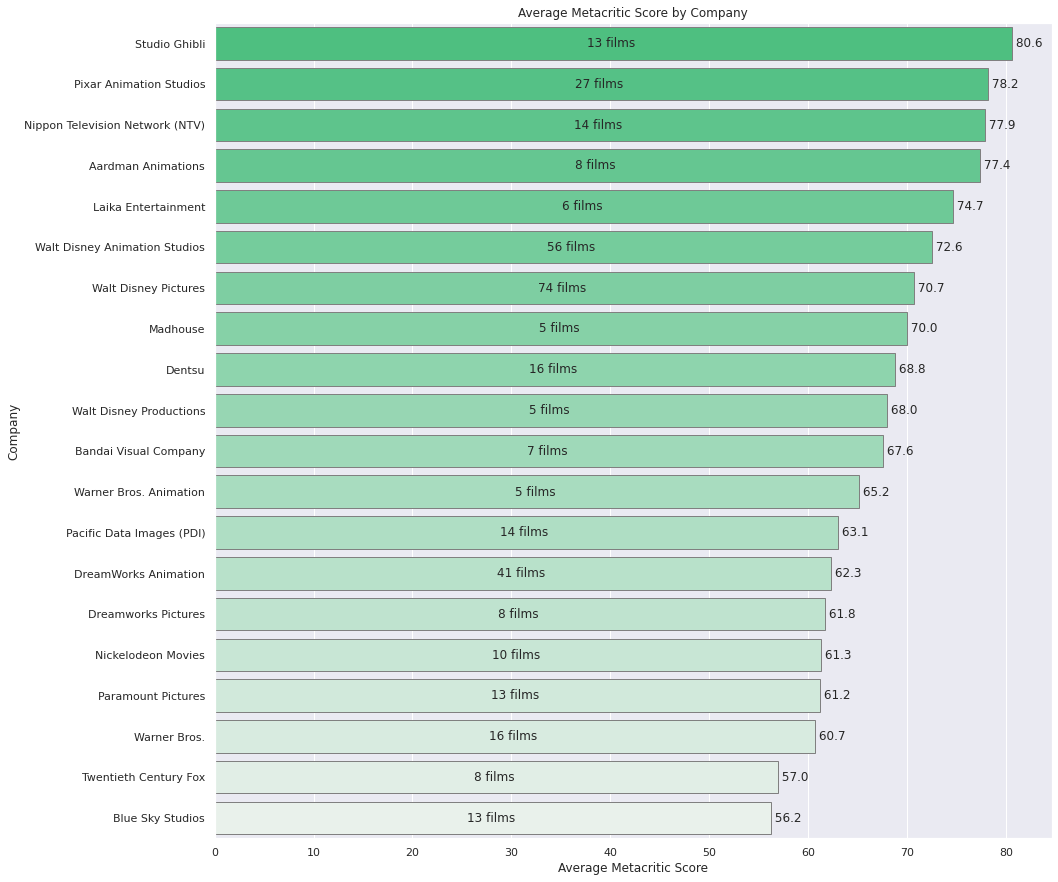 Average Metacritic Score by Company
Studio Ghibli 13 films 80.6
Pixar Animation Studios 27 films 78.2
Nippon Television Network (NTV) 14 films 77.9
Aardman Animations 8 films 77.4
Laika Entertainment 6 films 74.7
Walt Disney Animation Studios 56 films 72.6
Walt Disney Pictures 74 films 70.7
Madhouse 5 films 70.0
Dentsu 16 films 68.8
Walt Disney Productions 5 films 68.0
Bandai Visual Company 7 films 67.6
Warner Bros. Animation 5 films 65.2
Pacific Data Images (PDI) 14 films 63.1
DreamWorks Animation 41 films 62.3
Dreamworks Pictures 8 films 61.8
Nickelodeon Movies 10 films 61.3
Paramount Pictures 13 films 61.2
Warner Bros. 16 films 60.7
Twentieth Century Fox 8 films 57.0
Blue Sky Studios 13 films 56.2
Company
0 10 20 30 40 50 60 70 80
Average Metacritic Score